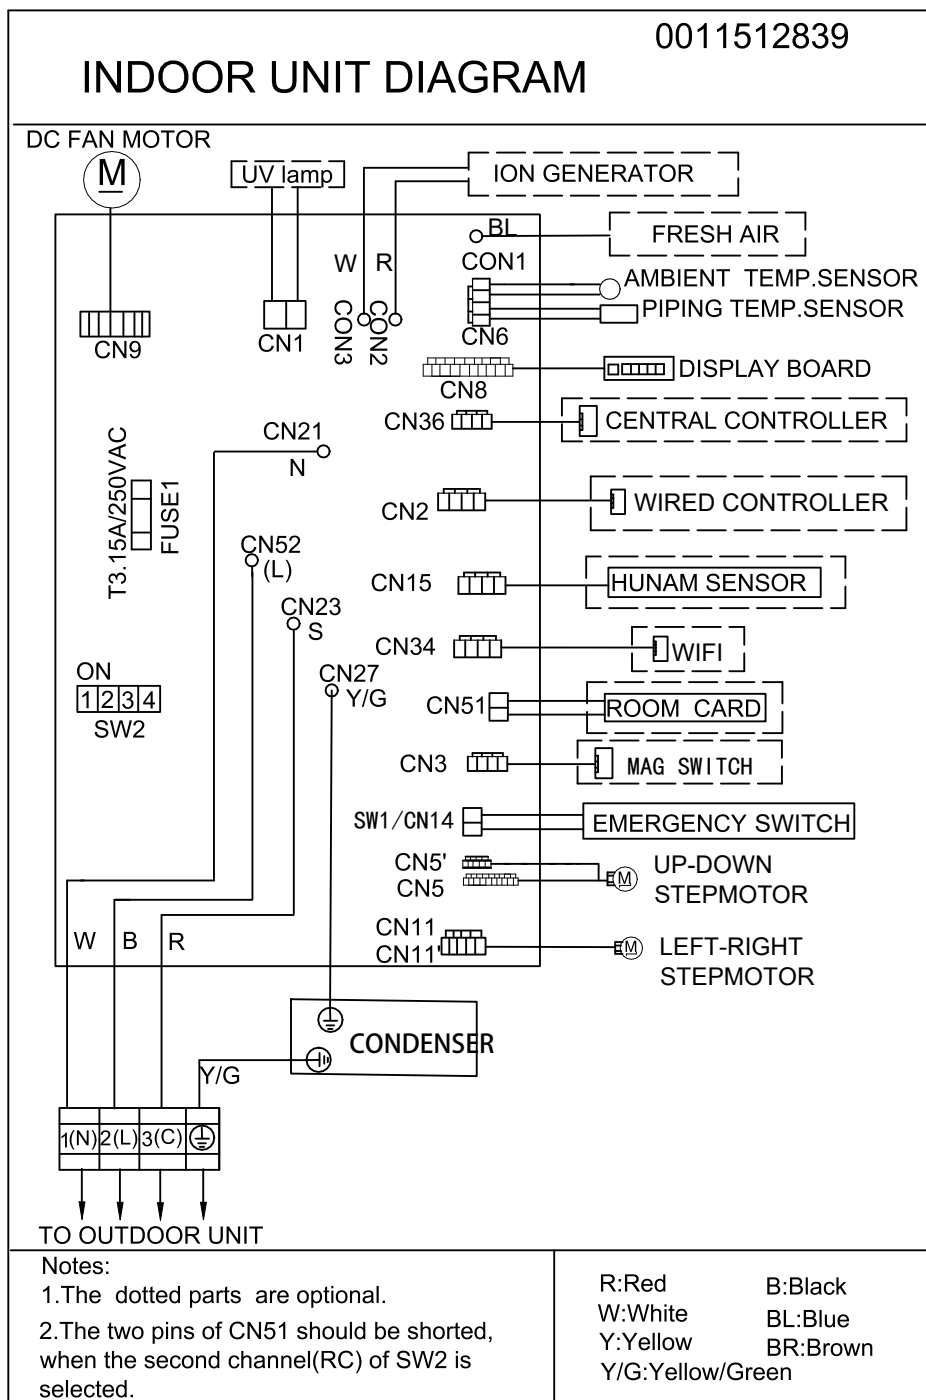 0011512839
INDOOR UNIT DIAGRAM
DC FAN MOTOR
M
UV lamp
ION GENERATOR
BL
FRESH AIR
W R
CON1
AMBIENT TEMP.SENSOR
PIPING TEMP.SENSOR
CN9
CN1
CON3
CON2
CN6
CN8
DISPLAY BOARD
CN36
CENTRAL CONTROLLER
CN21
N
T3.15A/250VAC
FUSE1
CN2
WIRED CONTROLLER
CN52
(L)
CN15
HUNAM SENSOR
CN23
S
CN34
WIFI
ON
1 2 3 4
SW2
CN27
Y/G
CN51
ROOM CARD
CN3
MAG SWITCH
SW1/CN14
EMERGENCY SWITCH
CN5'
CN5
M
UP-DOWN
STEPMOTOR
W B R
CN11
CN11'
M
LEFT-RIGHT
STEPMOTOR
CONDENSER
Y/G
1(N) 2(L) 3(C)
TO OUTDOOR UNIT
Notes:
1.The dotted parts are optional.
2.The two pins of CN51 should be shorted,
when the second channel(RC) of SW2 is
selected.
R:Red B:Black
W:White BL:Blue
Y:Yellow BR:Brown
Y/G:Yellow/Green